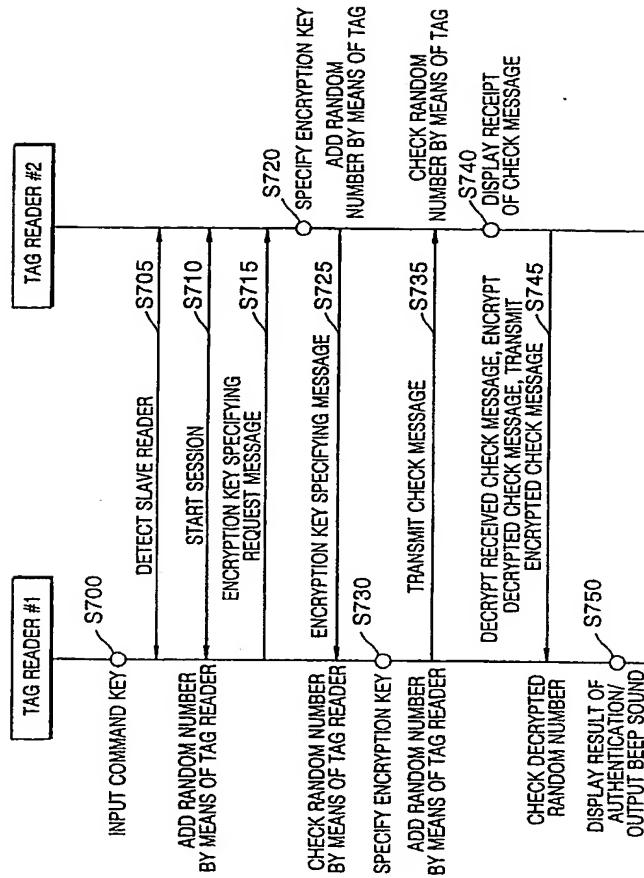 TAG READER #1
TAG READER #2
INPUT COMMAND KEY
S700
DETECT SLAVE READER
S705
START SESSION
S710
ADD RANDOM NUMBER
BY MEANS OF TAG READER
ENCRYPTION KEY SPECIFYING
REQUEST MESSAGE
S715
S720
SPECIFY ENCRYPTION KEY
ADD RANDOM
NUMBER BY MEANS OF TAG
ENCRYPTION KEY SPECIFYING MESSAGE
S725
CHECK RANDOM NUMBER
BY MEANS OF TAG READER
S730
SPECIFY ENCRYPTION KEY
ADD RANDOM NUMBER
BY MEANS OF TAG READER
TRANSMIT CHECK MESSAGE
S735
CHECK RANDOM
NUMBER BY MEANS OF TAG
S740
DISPLAY RECEIPT
OF CHECK MESSAGE
DECRYPT RECEIVED CHECK MESSAGE, ENCRYPT
DECRYPTED CHECK MESSAGE, TRANSMIT
ENCRYPTED CHECK MESSAGE
S745
CHECK DECRYPTED
RANDOM NUMBER
S750
DISPLAY RESULT OF
AUTHENTICATION/
OUTPUT BEEP SOUND